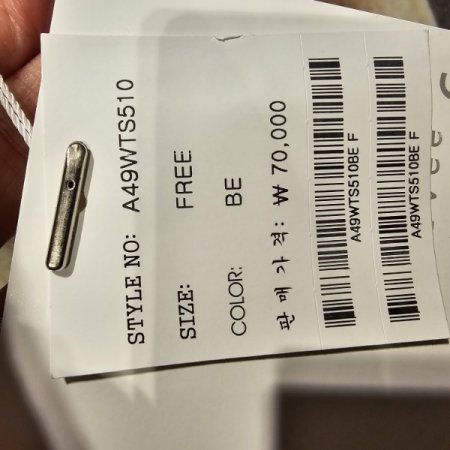 STYLE NO: A49WTS510
SIZE: FREE
COLOR: BE
판매가격: ₩ 70,000
A49WTS510BE F
A49WTS510BE F